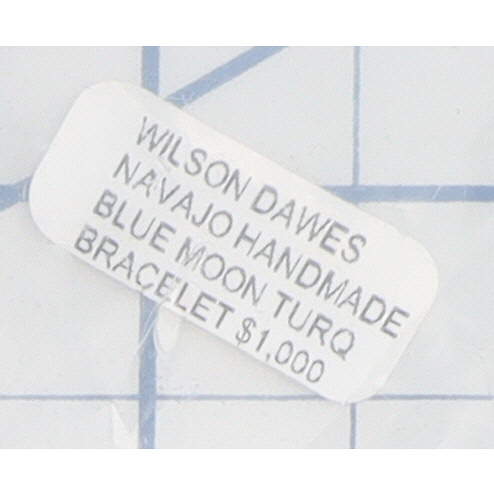 WILSON DAWES
NAVAJO HANDMADE
BLUE MOON TURQ
BRACELET $1,000